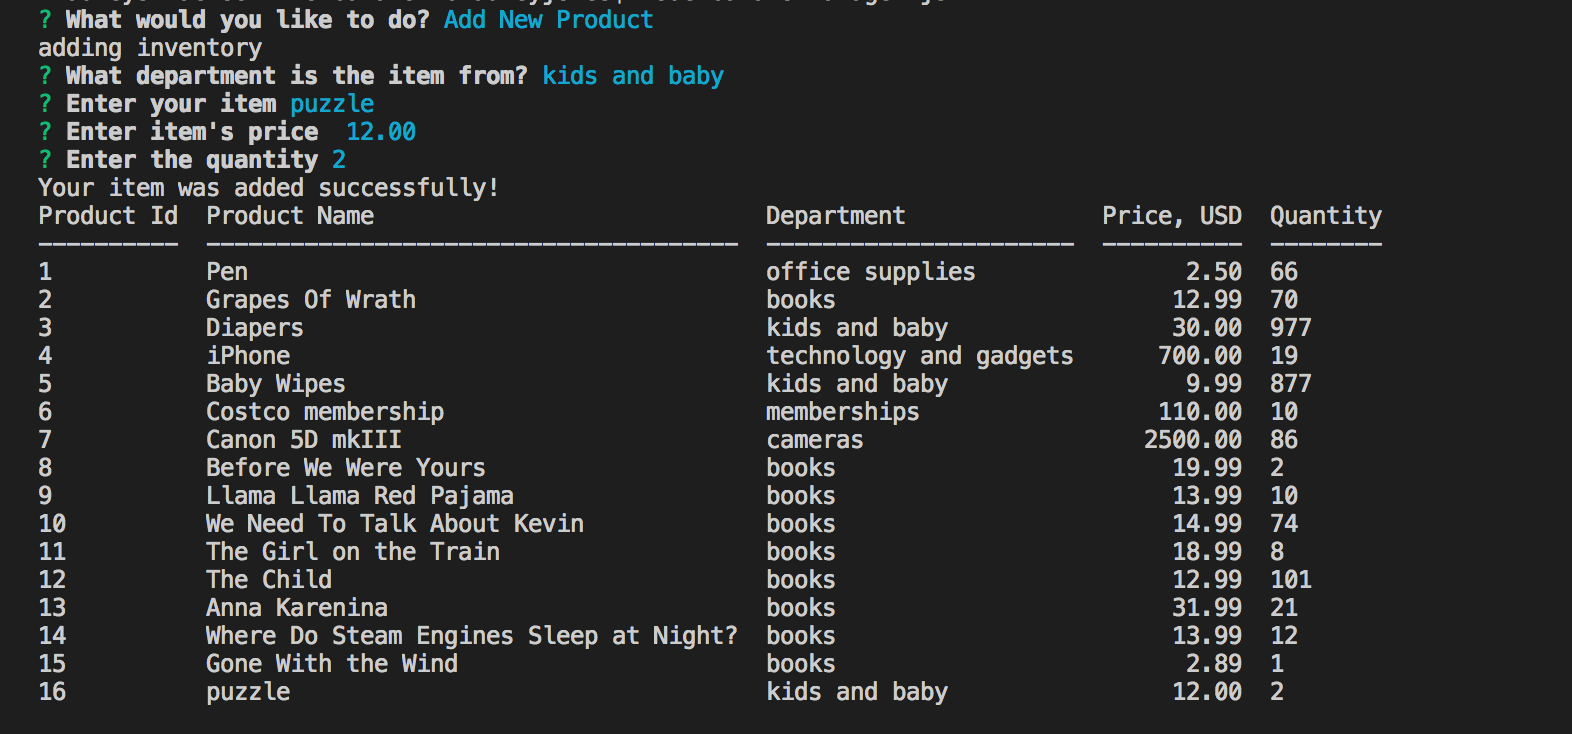 ? What would you like to do? Add New Product
adding inventory
? What department is the item from? kids and baby
? Enter your item puzzle
? Enter item's price  12.00
? Enter the quantity 2
Your item was added successfully!
Product Id  Product Name                            Department              Price, USD  Quantity
----------  --------------------------------------  ----------------------  ----------  --------
1           Pen                                     office supplies               2.50  66
2           Grapes Of Wrath                         books                        12.99  70
3           Diapers                                 kids and baby                30.00  977
4           iPhone                                  technology and gadgets      700.00  19
5           Baby Wipes                              kids and baby                 9.99  877
6           Costco membership                       memberships                 110.00  10
7           Canon 5D mkIII                          cameras                    2500.00  86
8           Before We Were Yours                    books                        19.99  2
9           Llama Llama Red Pajama                  books                        13.99  10
10          We Need To Talk About Kevin             books                        14.99  74
11          The Girl on the Train                   books                        18.99  8
12          The Child                               books                        12.99  101
13          Anna Karenina                           books                        31.99  21
14          Where Do Steam Engines Sleep at Night?  books                        13.99  12
15          Gone With the Wind                      books                         2.89  1
16          puzzle                                  kids and baby                12.00  2